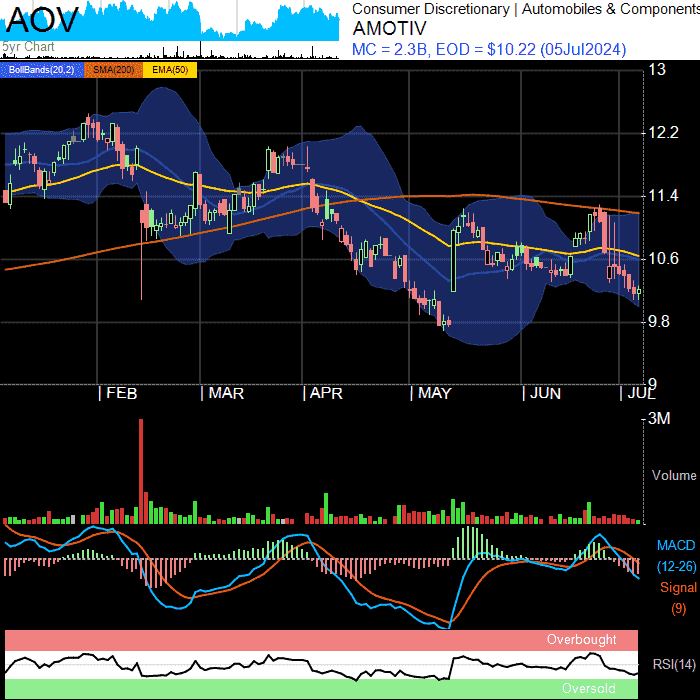 AOV
5yr Chart
Consumer Discretionary | Automobiles & Components
AMOTIV
MC = 2.3B, EOD = $10.22 (05Jul2024)
BollBands(20,2) SMA(200) EMA(50)
13
12.2
11.4
10.6
9.8
9
FEB MAR APR MAY JUN JUL
3M
Volume
MACD
(12-26)
Signal
(9)
Overbought
RSI(14)
Oversold